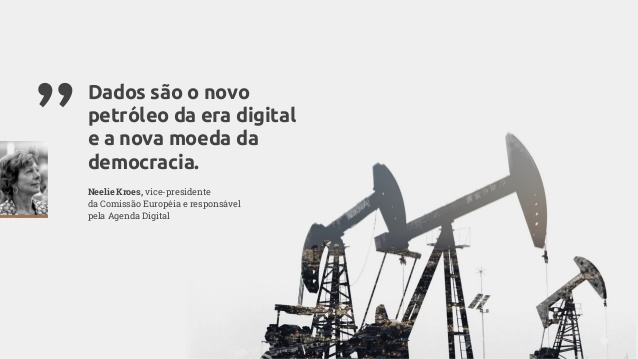 ”
Dados são o novo
petróleo da era digital
e a nova moeda da
democracia.
Neelie Kroes, vice-presidente
da Comissão Européia e responsável
pela Agenda Digital